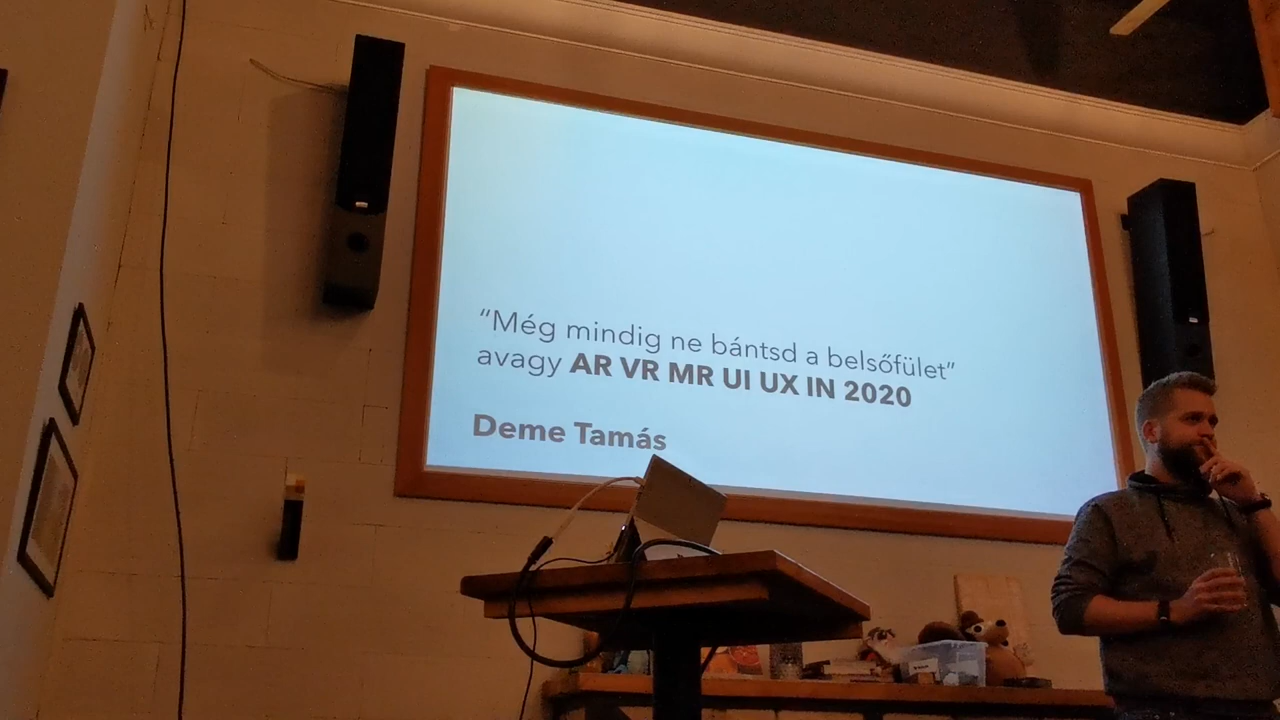 “Még mindig ne bántsd a belsőfület”
avagy AR VR MR UI UX IN 2020
Deme Tamás